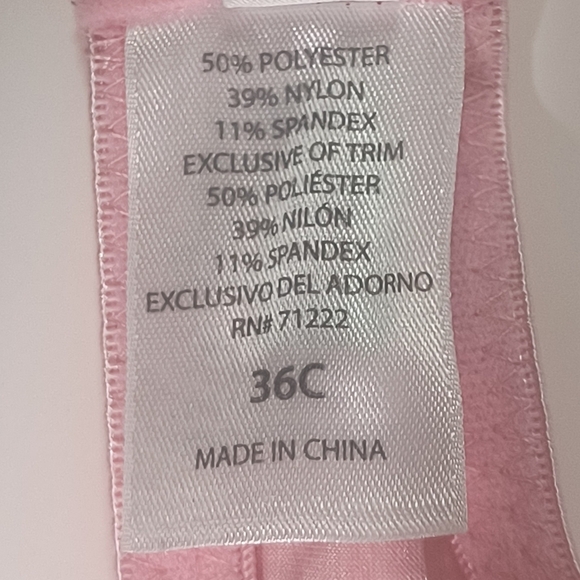 50% POLYESTER
39% NYLON
11% SPANDEX
EXCLUSIVE OF TRIM
50% POLIÉSTER
39% NILÓN
11% SPANDEX
EXCLUSIVO DEL ADORNO
RN# 71222
36C
MADE IN CHINA